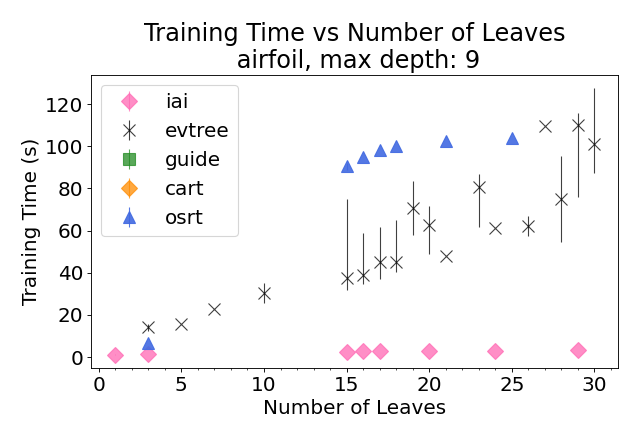 Training Time vs Number of Leaves
airfoil, max depth: 9
iai
evtree
guide
cart
osrt
Training Time (s)
120
100
80
60
40
20
0
0 5 10 15 20 25 30
Number of Leaves